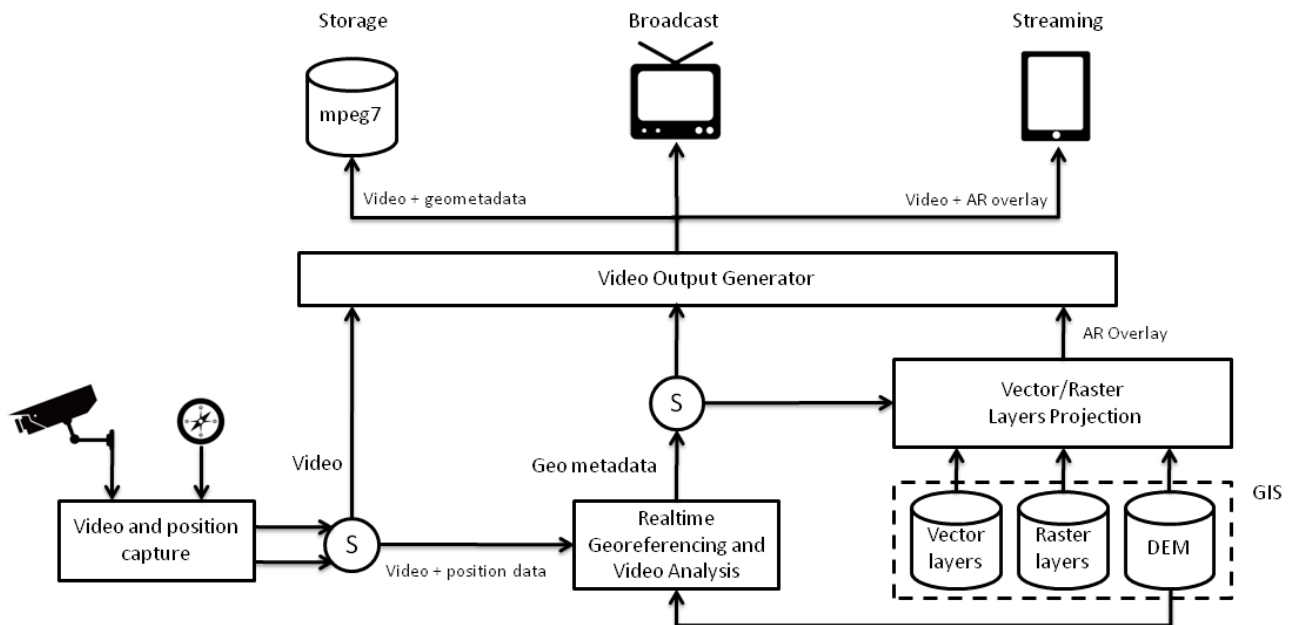 Storage
Broadcast
Streaming
mpeg7
Video + geometadata
Video + AR overlay
Video Output Generator
AR Overlay
Vector/Raster
Layers Projection
S
Video
Geo metadata
GIS
Video and position
capture
S
Video + position data
Realtime
Georeferencing and
Video Analysis
Vector
layers
Raster
layers
DEM